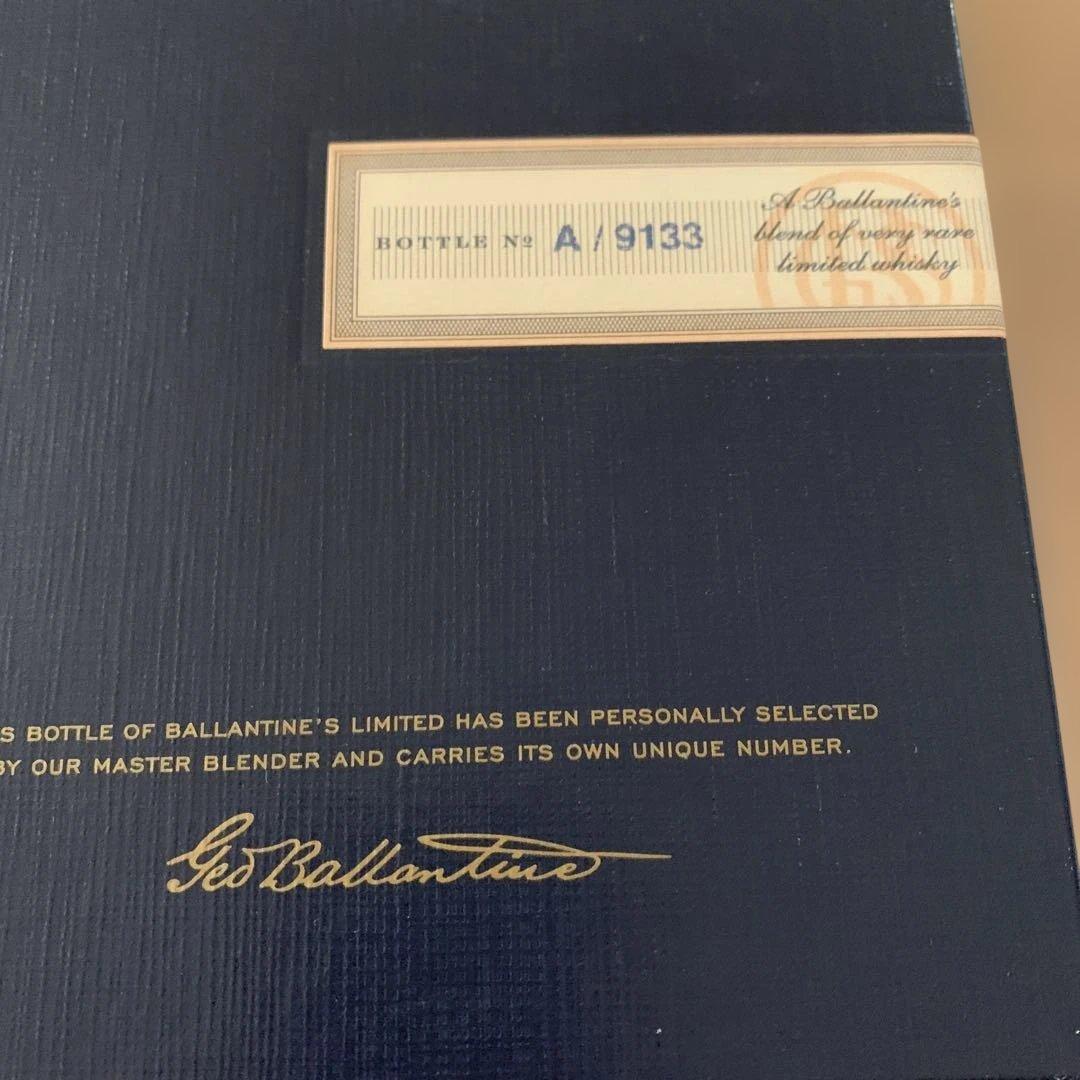 BOTTLE Nº A / 9133
A Ballantine's
blend of very rare
limited whisky
S BOTTLE OF BALLANTINE'S LIMITED HAS BEEN PERSONALLY SELECTED
BY OUR MASTER BLENDER AND CARRIES ITS OWN UNIQUE NUMBER.
Geo Ballantine